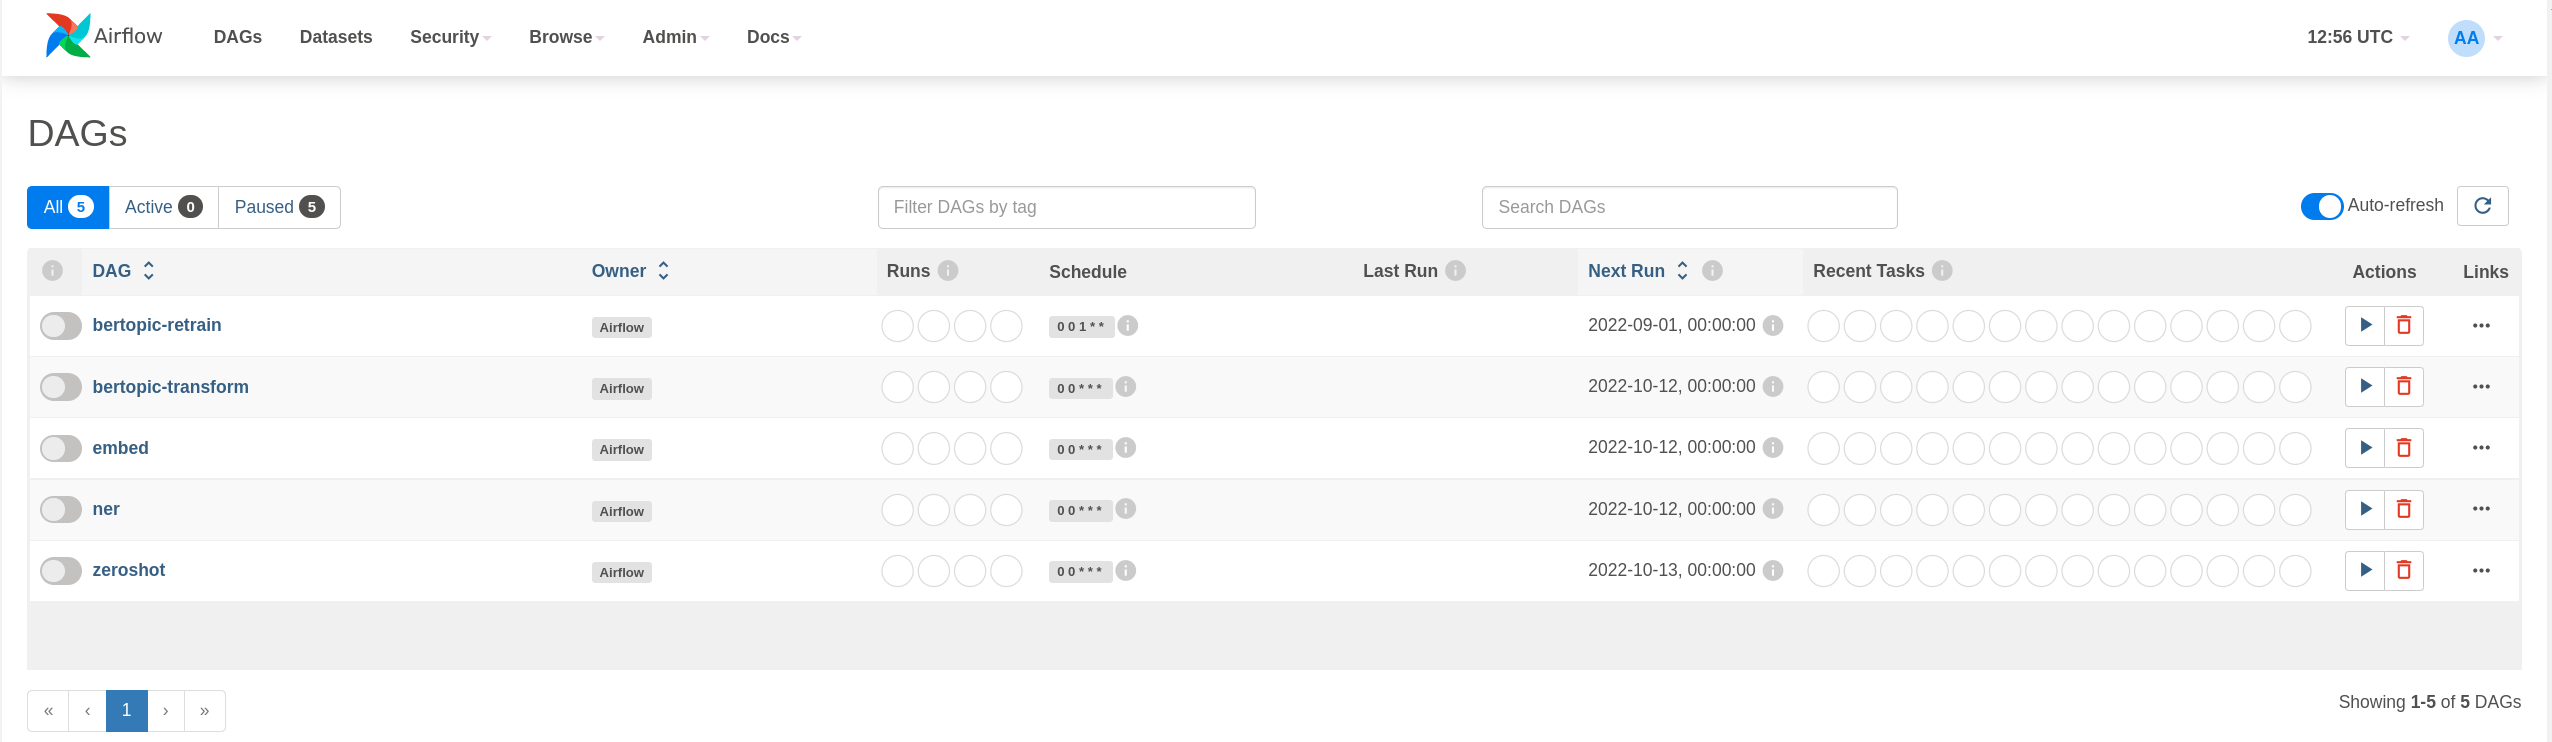 Airflow DAGs Datasets Security Browse Admin Docs 12:56 UTC AA
DAGs
All 5 Active 0 Paused 5 Filter DAGs by tag Search DAGs Auto-refresh
DAG Owner Runs Schedule Last Run Next Run Recent Tasks Actions Links
bertopic-retrain Airflow 0 0 1 * * 2022-09-01, 00:00:00
bertopic-transform Airflow 0 0 * * * 2022-10-12, 00:00:00
embed Airflow 0 0 * * * 2022-10-12, 00:00:00
ner Airflow 0 0 * * * 2022-10-12, 00:00:00
zeroshot Airflow 0 0 * * * 2022-10-13, 00:00:00
« ‹ 1 › » Showing 1-5 of 5 DAGs